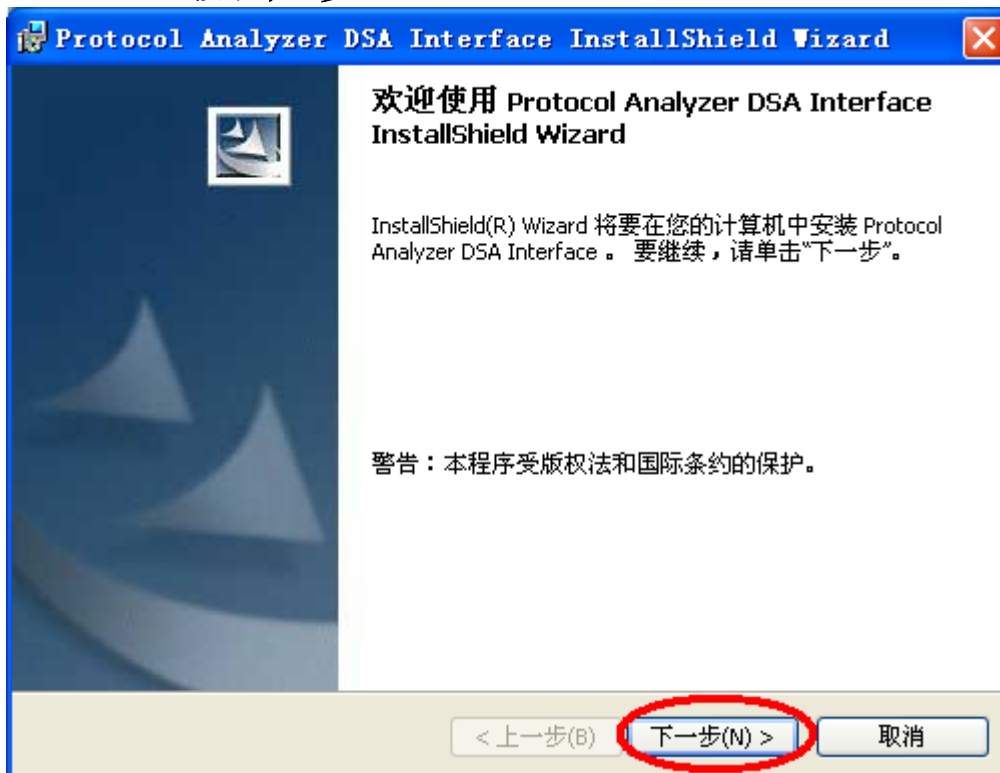 Protocol Analyzer DSA Interface InstallShield Wizard
欢迎使用 Protocol Analyzer DSA Interface
InstallShield Wizard
InstallShield(R) Wizard 将要在您的计算机中安装 Protocol
Analyzer DSA Interface 。 要继续，请单击“下一步”。
警告：本程序受版权法和国际条约的保护。
< 上一步(B) 下一步(N) > 取消